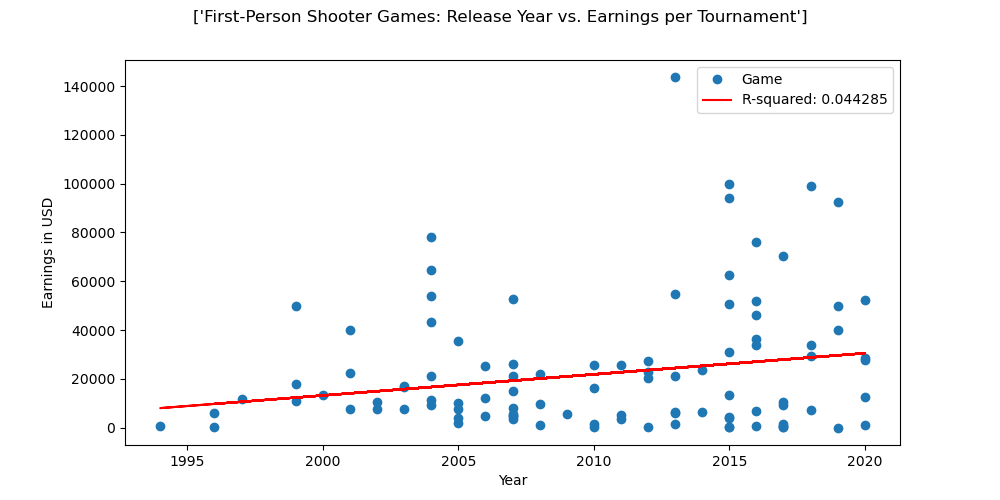 ['First-Person Shooter Games: Release Year vs. Earnings per Tournament']
Game
R-squared: 0.044285
140000
120000
100000
80000
60000
40000
20000
0
Earnings in USD
1995 2000 2005 2010 2015 2020
Year